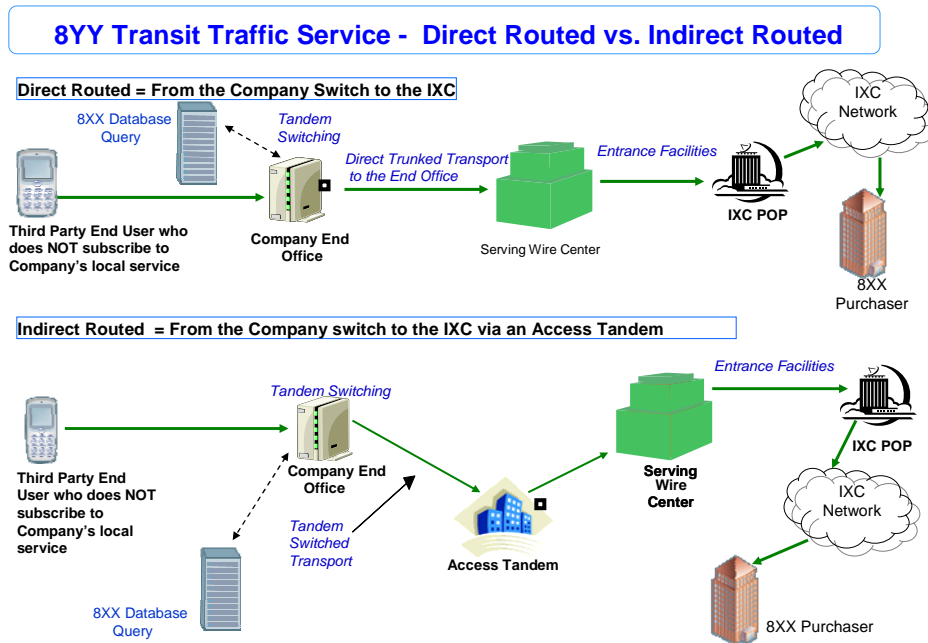 8YY Transit Traffic Service - Direct Routed vs. Indirect Routed
Direct Routed = From the Company Switch to the IXC
8XX Database
Query
Tandem
Switching
Direct Trunked Transport
to the End Office
Entrance Facilities
IXC
Network
IXC POP
Third Party End User who
does NOT subscribe to
Company's local service
Company End
Office
Serving Wire Center
8XX
Purchaser
Indirect Routed = From the Company switch to the IXC via an Access Tandem
Entrance Facilities
Tandem Switching
IXC POP
Company End
Office
Serving
Wire
Center
Third Party End
User who does NOT
subscribe to
Company's local
service
IXC
Network
Tandem
Switched
Transport
Access Tandem
8XX Database
Query
8XX Purchaser